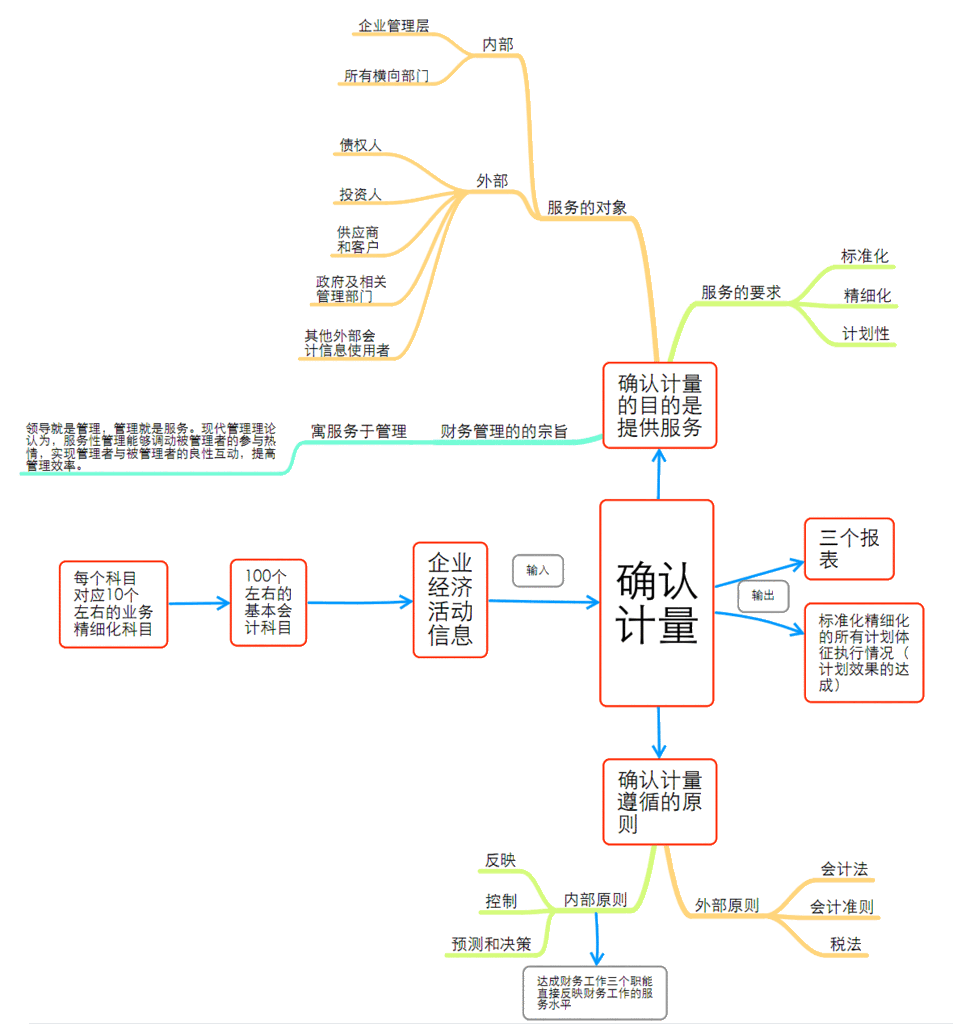 企业管理层
内部
所有横向部门
债权人
外部
投资人
服务的对象
供应商
和客户
政府及相关
管理部门
其他外部会
计信息使用者
标准化
服务的要求
精细化
计划性
确认计量
的目的是
提供服务
领导就是管理，管理就是服务。现代管理理论
认为，服务性管理能够调动被管理者的参与热
情，实现管理者与被管理者的良性互动，提高
管理效率。
寓服务于管理
财务管理的的宗旨
每个科目
对应10个
左右的业务
精细化科目
100个
左右的
基本会
计科目
企业
经济
活动
信息
输入
确认
计量
三个报
表
输出
标准化精细化
的所有计划体
征执行情况（
计划效果的达
成）
确认计量
遵循的原
则
反映
控制
内部原则
预测和决策
会计法
外部原则
会计准则
税法
达成财务工作三个职能
直接反映财务工作的服
务水平